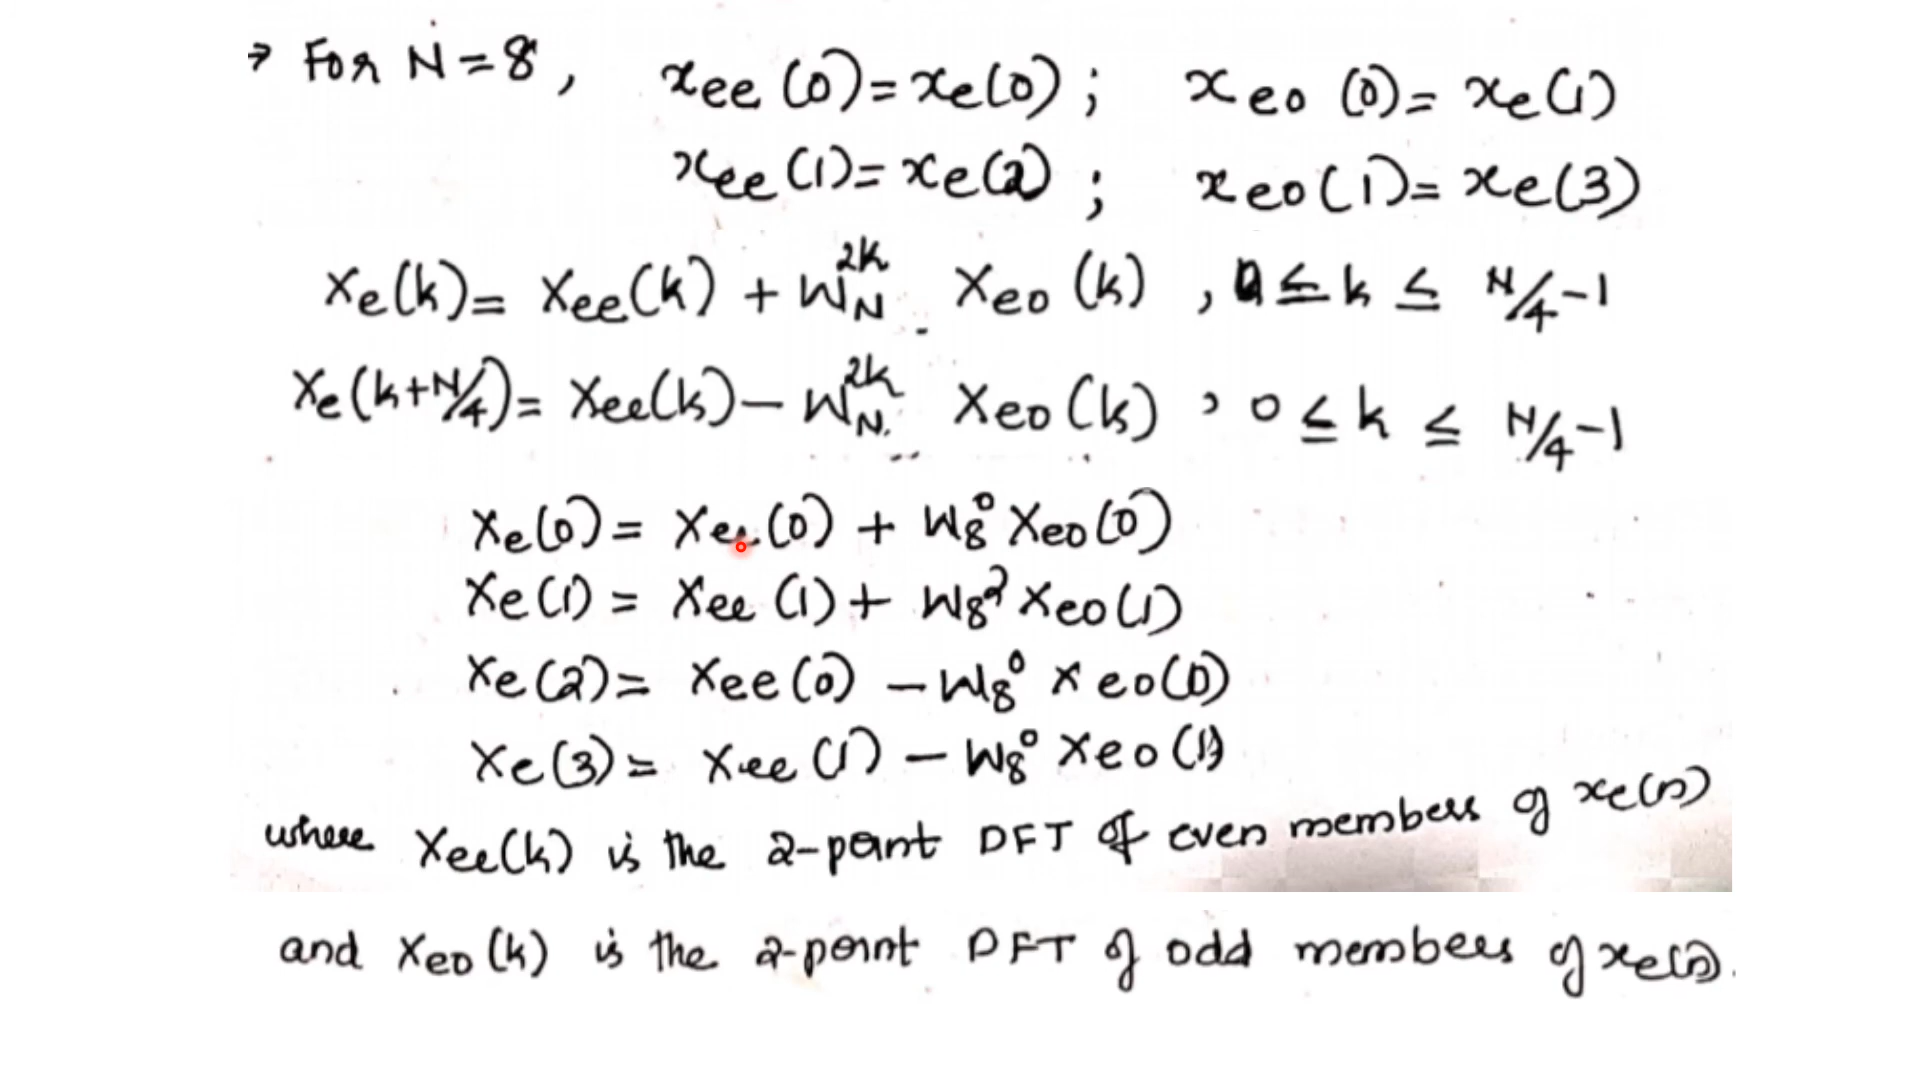 → For N=8, xee(0)=xe(0); xeo(0)=xe(1)
xee(1)=xe(2); xeo(1)=xe(3)
Xe(k)= Xee(k) + W_N^{2k} Xeo(k), 0≤k≤ N/4-1
Xe(k+N/4)= Xee(k) – W_N^{2k} Xeo(k), 0≤k≤ N/4-1
Xe(0)= Xee(0) + W_8^0 Xeo(0)
Xe(1) = Xee(1) + W_8^2 Xeo(1)
Xe(2)= Xee(0) – W_8^0 Xeo(0)
Xe(3)= Xee(1) – W_8^0 Xeo(1)
where Xee(k) is the 2-point DFT of even members of xe(n)
and Xeo(k) is the 2-point DFT of odd members of xe(n).